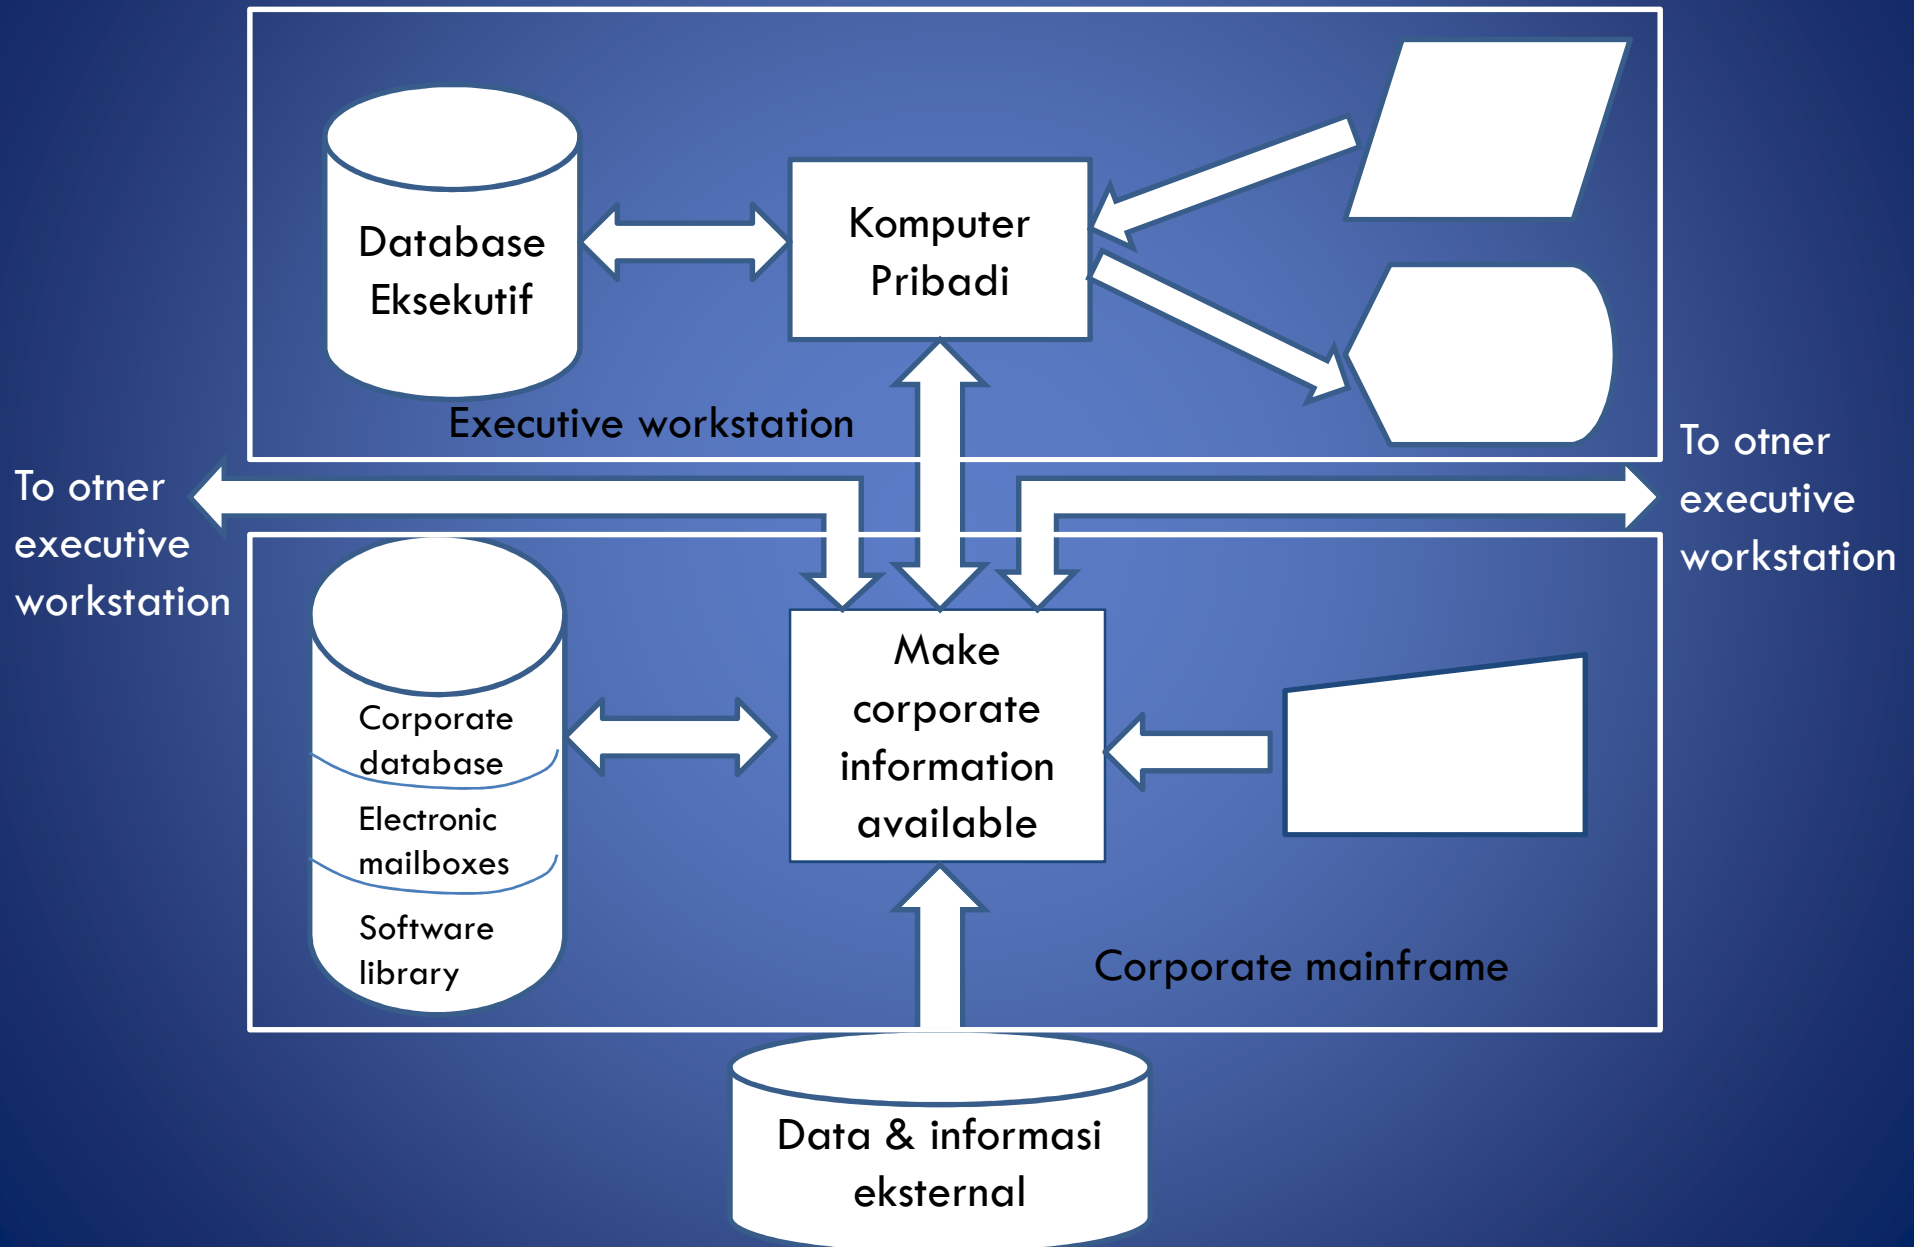 Database
Eksekutif
Komputer
Pribadi
Executive workstation
To otner
executive
workstation
To otner
executive
workstation
Corporate
database
Electronic
mailboxes
Software
library
Make
corporate
information
available
Corporate mainframe
Data & informasi
eksternal